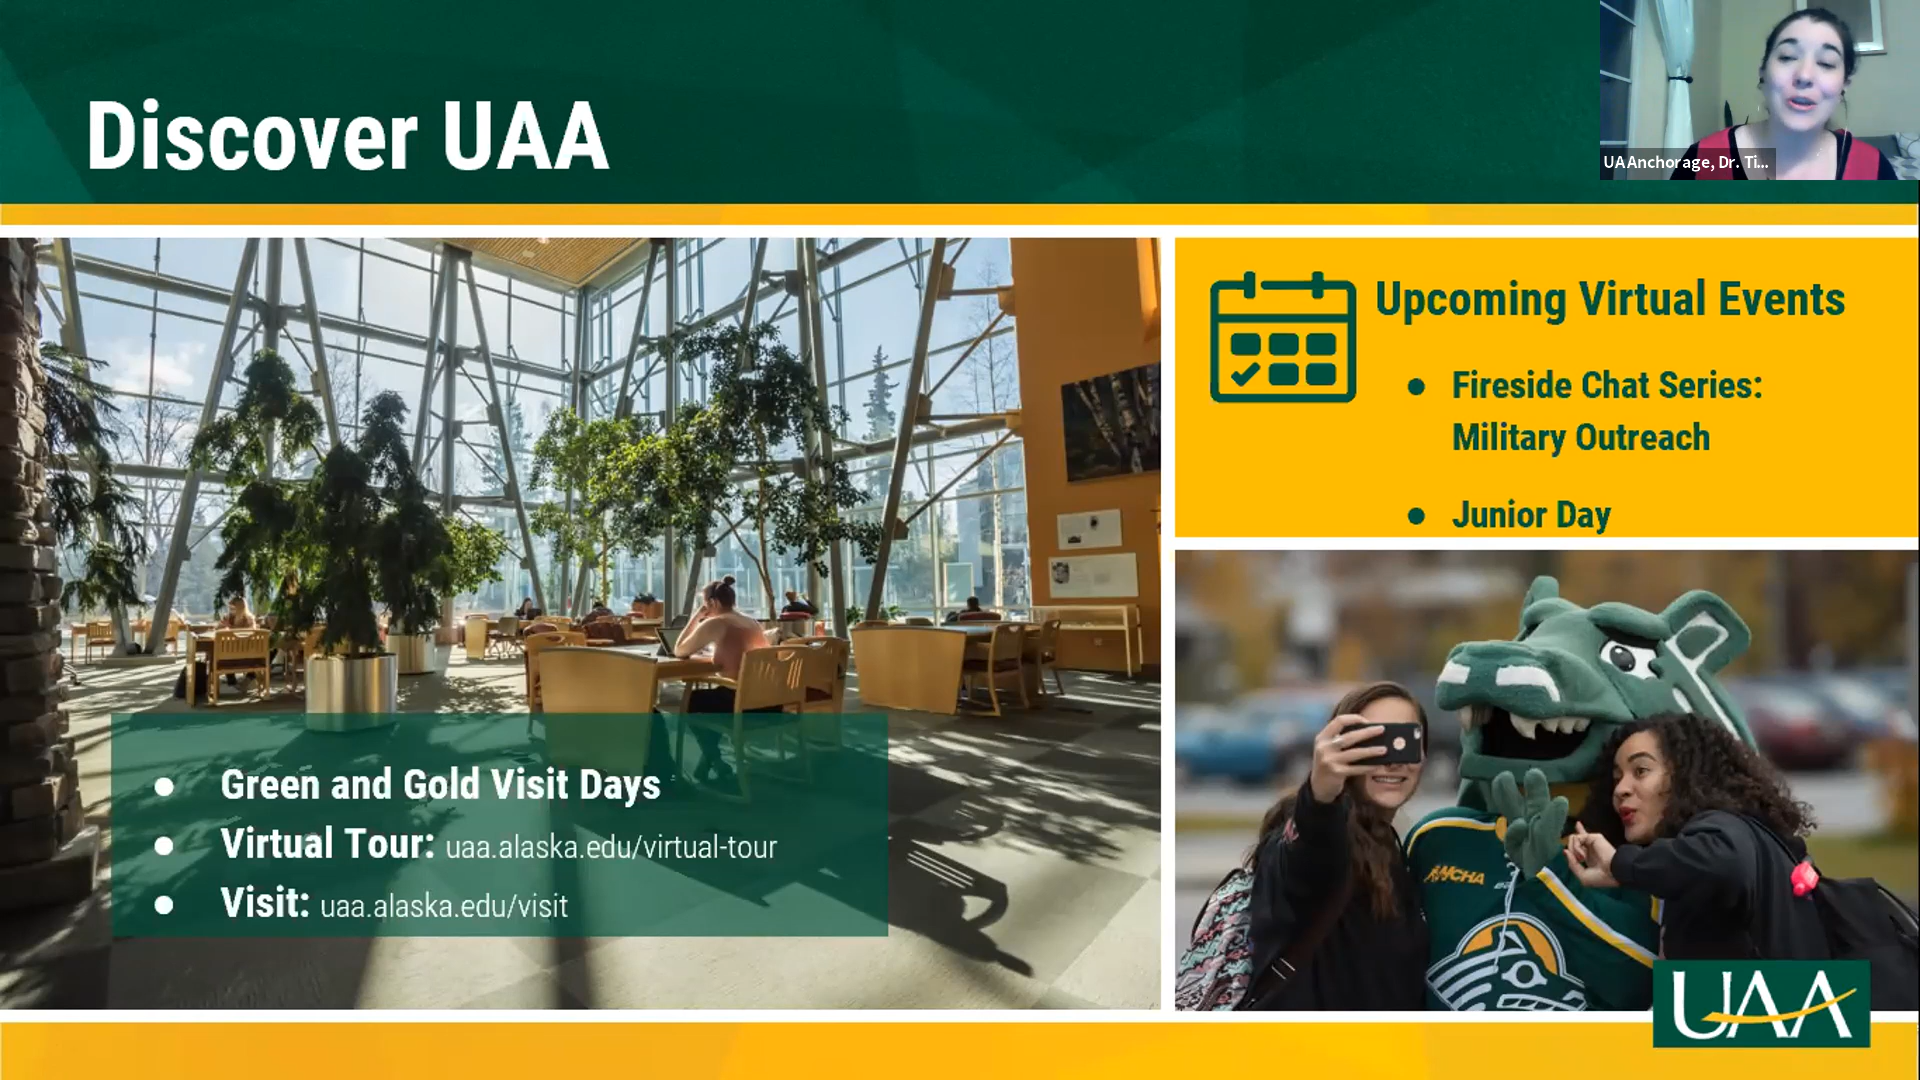 Discover UAA
UAAnchorage, Dr. Ti...
Upcoming Virtual Events
● Fireside Chat Series:
Military Outreach
● Junior Day
● Green and Gold Visit Days
● Virtual Tour: uaa.alaska.edu/virtual-tour
● Visit: uaa.alaska.edu/visit
ANCHA
UAA